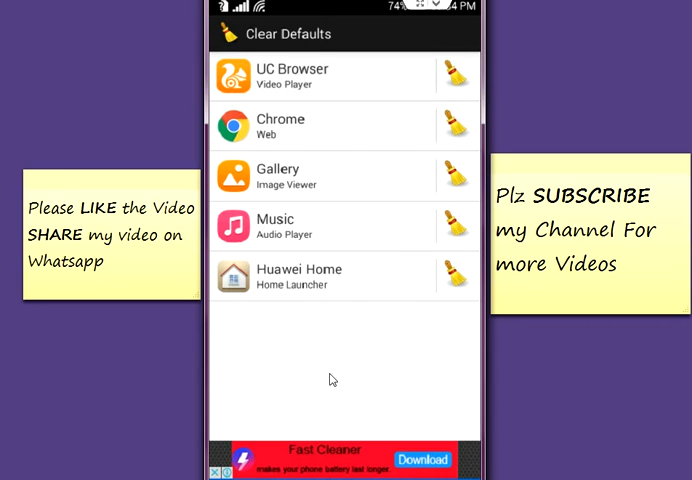 74%
4 PM
Clear Defaults
UC Browser
Video Player
Chrome
Web
Gallery
Image Viewer
Music
Audio Player
Huawei Home
Home Launcher
Please LIKE the Video
SHARE my video on
Whatsapp
Plz SUBSCRIBE
my Channel For
more Videos
Fast Cleaner
makes your phone battery last longer.
Download